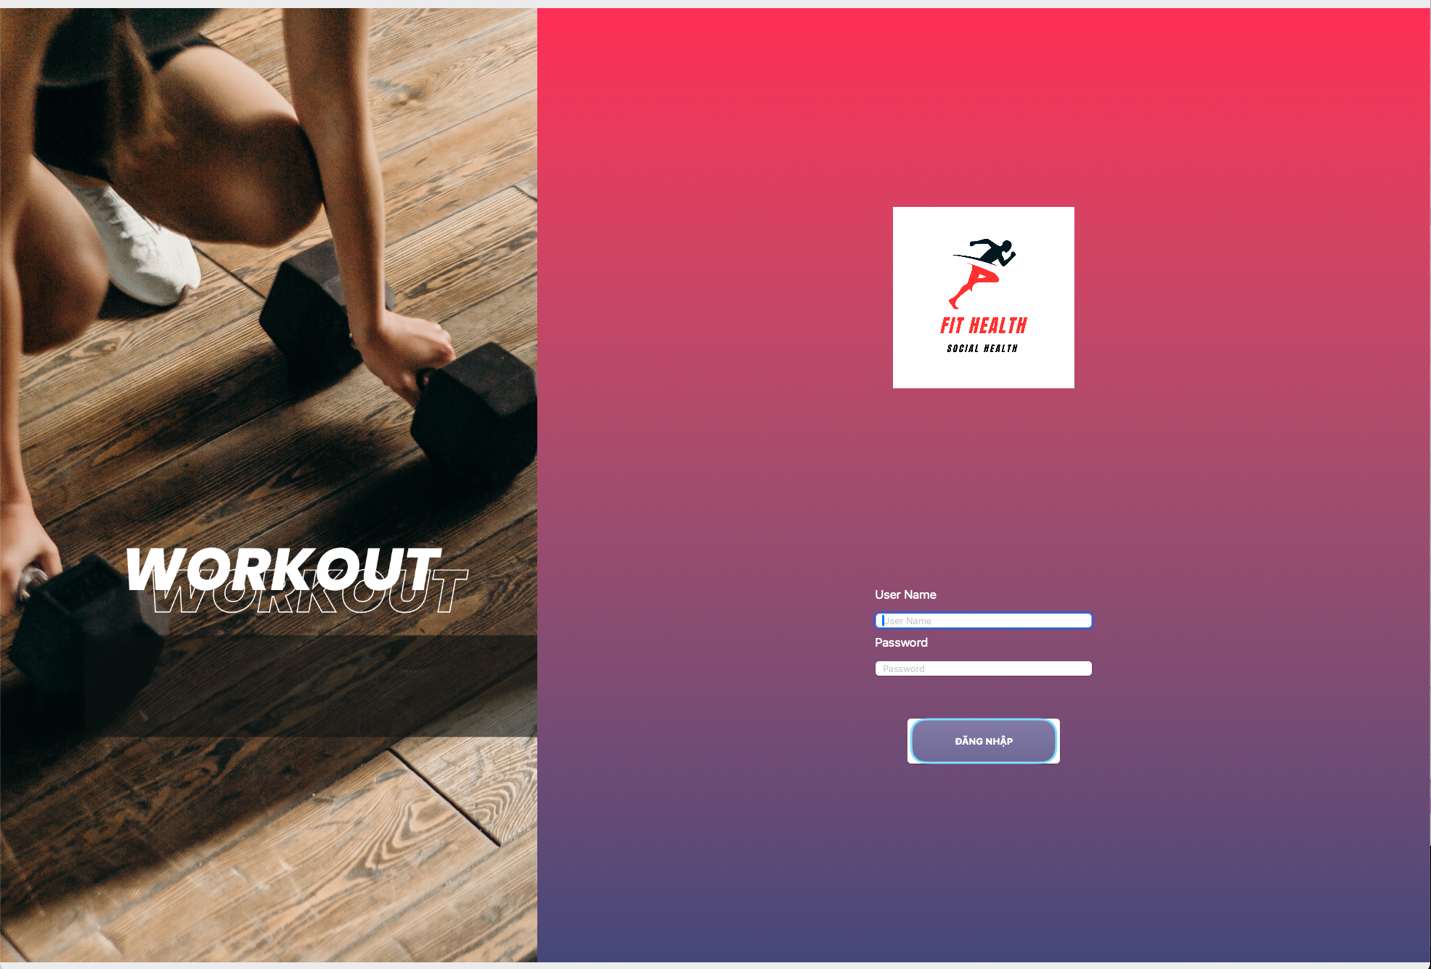 WORKOUT
WORKOUT
FIT HEALTH
SOCIAL HEALTH
User Name
User Name
Password
Password
ĐĂNG NHẬP